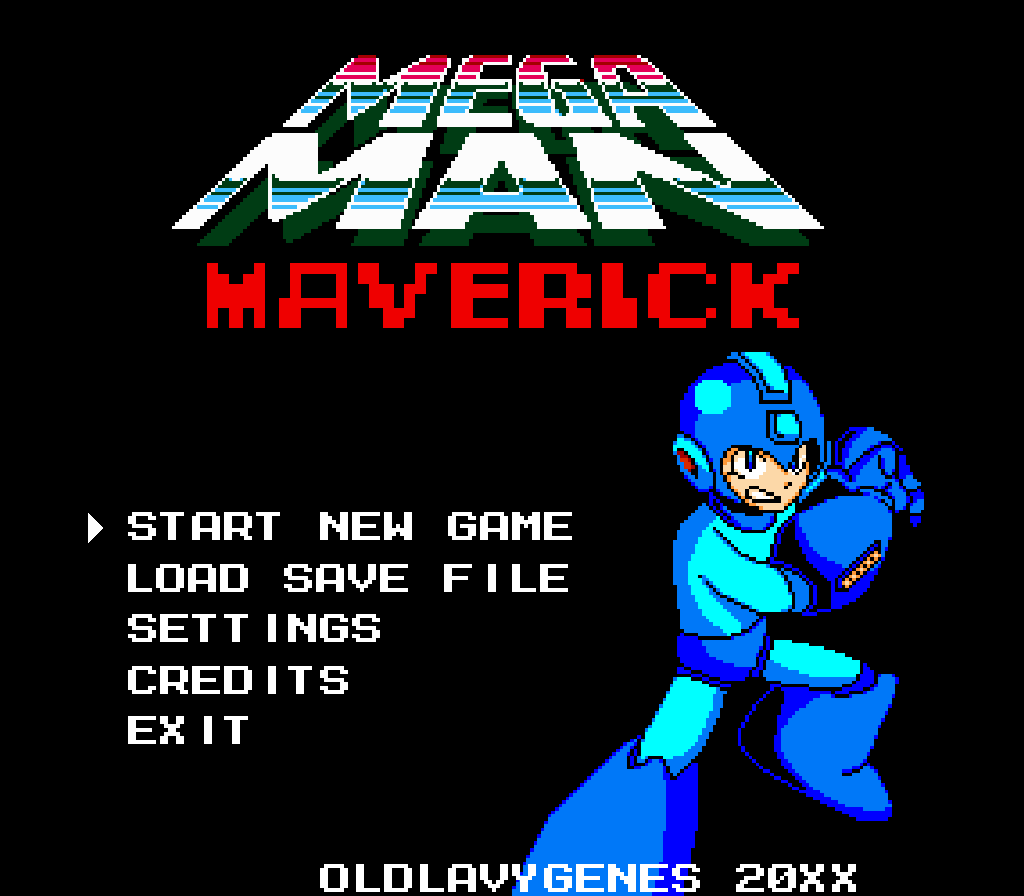 MEGA
MAN
MAVERICK
START NEW GAME
LOAD SAVE FILE
SETTINGS
CREDITS
EXIT
OLDLAVYGENES 20XX